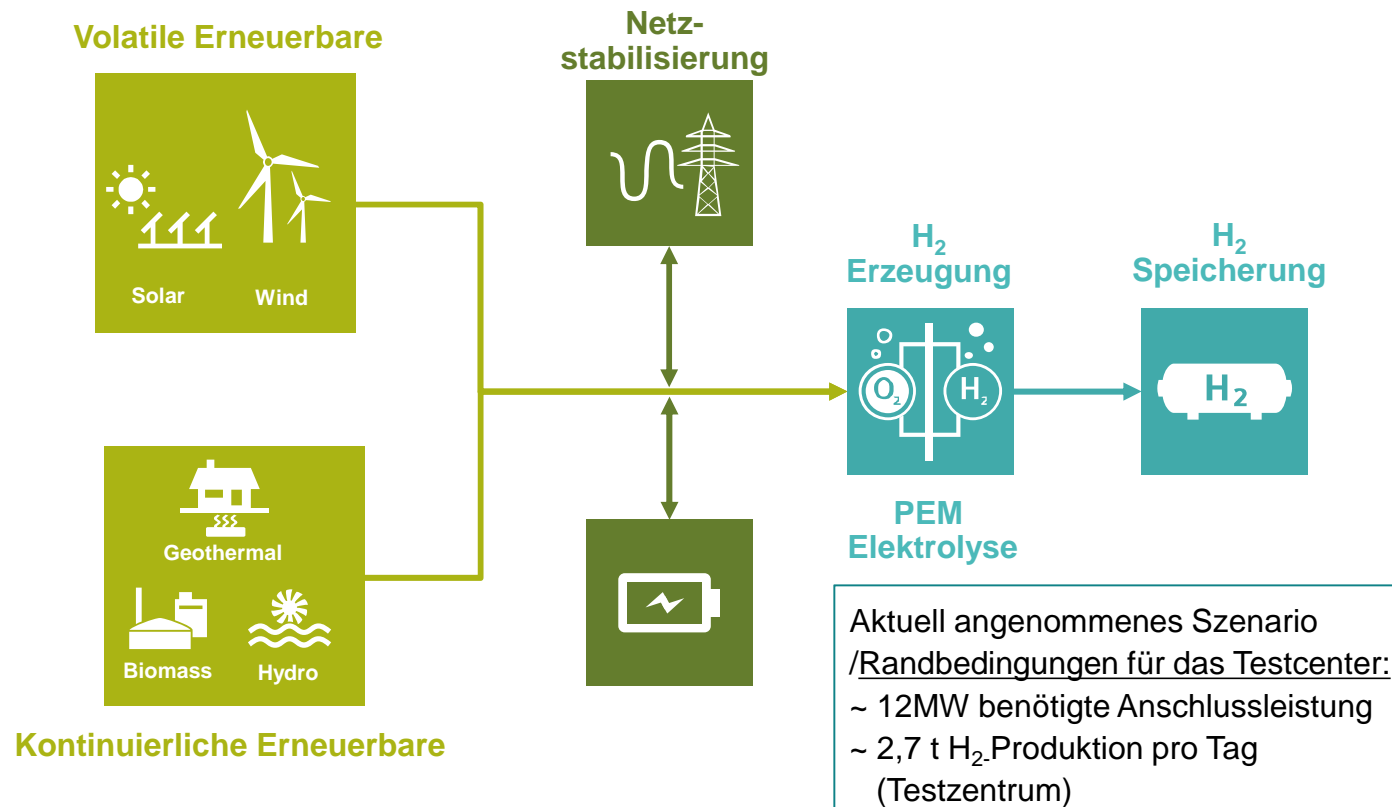 Volatile Erneuerbare
Solar
Wind
Netz-
stabilisierung
H₂
Erzeugung
O₂
H₂
PEM
Elektrolyse
H₂
Speicherung
H₂
Geothermal
Biomass
Hydro
Kontinuierliche Erneuerbare
Aktuell angenommenes Szenario
/Randbedingungen für das Testcenter:
~ 12MW benötigte Anschlussleistung
~ 2,7 t H₂-Produktion pro Tag
(Testzentrum)